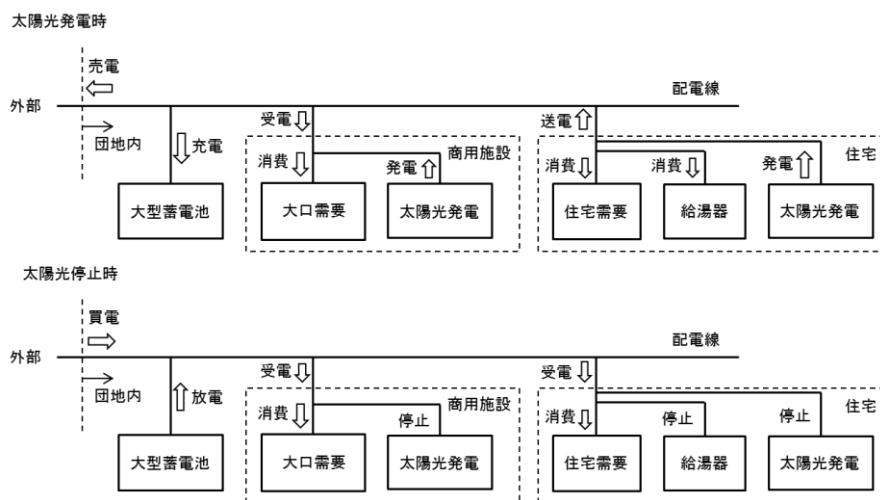 太陽光発電時
売電
外部
配電線
団地内
充電
受電
送電
消費
発電
商用施設
消費
消費
発電
住宅
大型蓄電池
大口需要
太陽光発電
住宅需要
給湯器
太陽光発電
太陽光停止時
買電
外部
配電線
団地内
放電
受電
受電
消費
停止
商用施設
消費
停止
停止
住宅
大型蓄電池
大口需要
太陽光発電
住宅需要
給湯器
太陽光発電